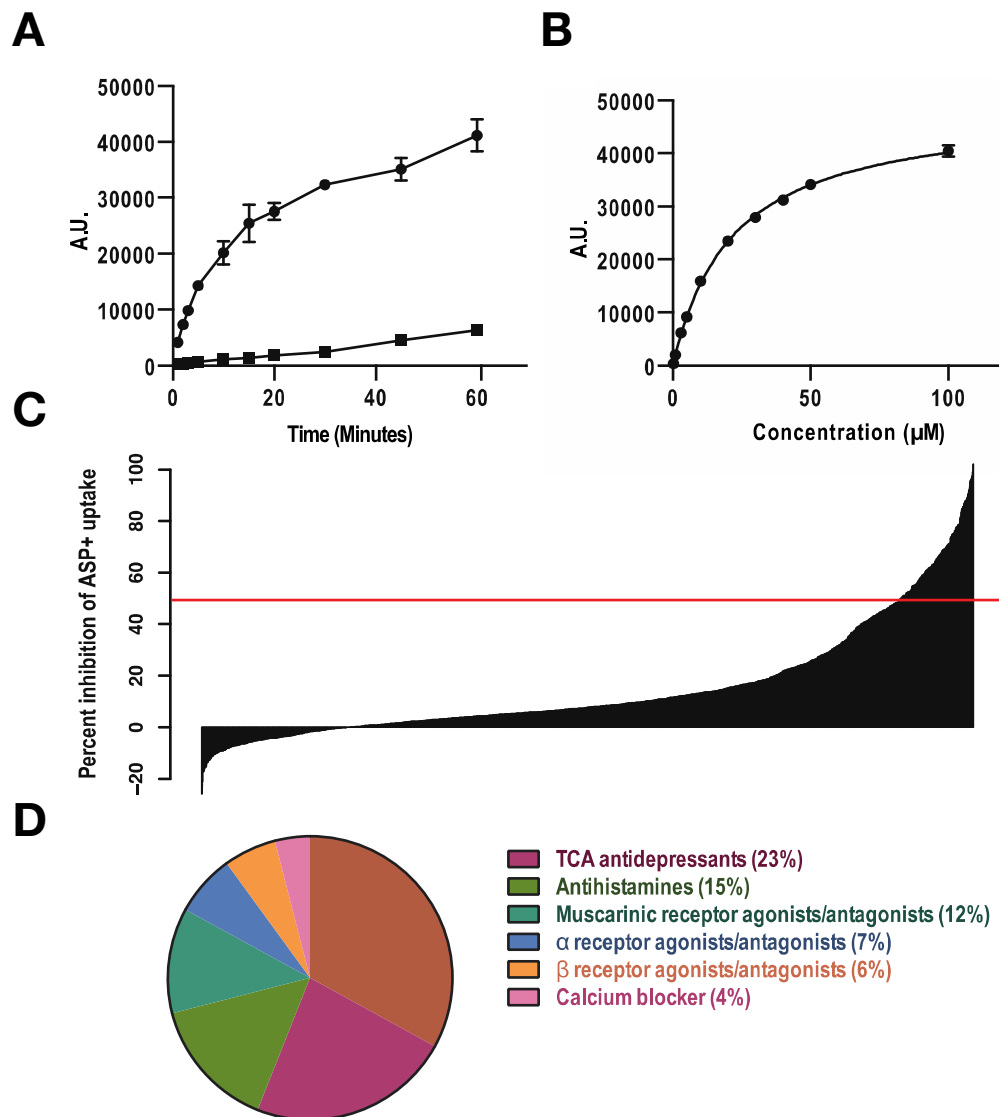 A
50000
40000
30000
20000
10000
0
A.U.
0 20 40 60
Time (Minutes)
B
50000
40000
30000
20000
10000
0
A.U.
0 50 100
Concentration (µM)
C
100
80
60
40
20
0
−20
Percent inhibition of ASP+ uptake
D
TCA antidepressants (23%)
Antihistamines (15%)
Muscarinic receptor agonists/antagonists (12%)
α receptor agonists/antagonists (7%)
β receptor agonists/antagonists (6%)
Calcium blocker (4%)